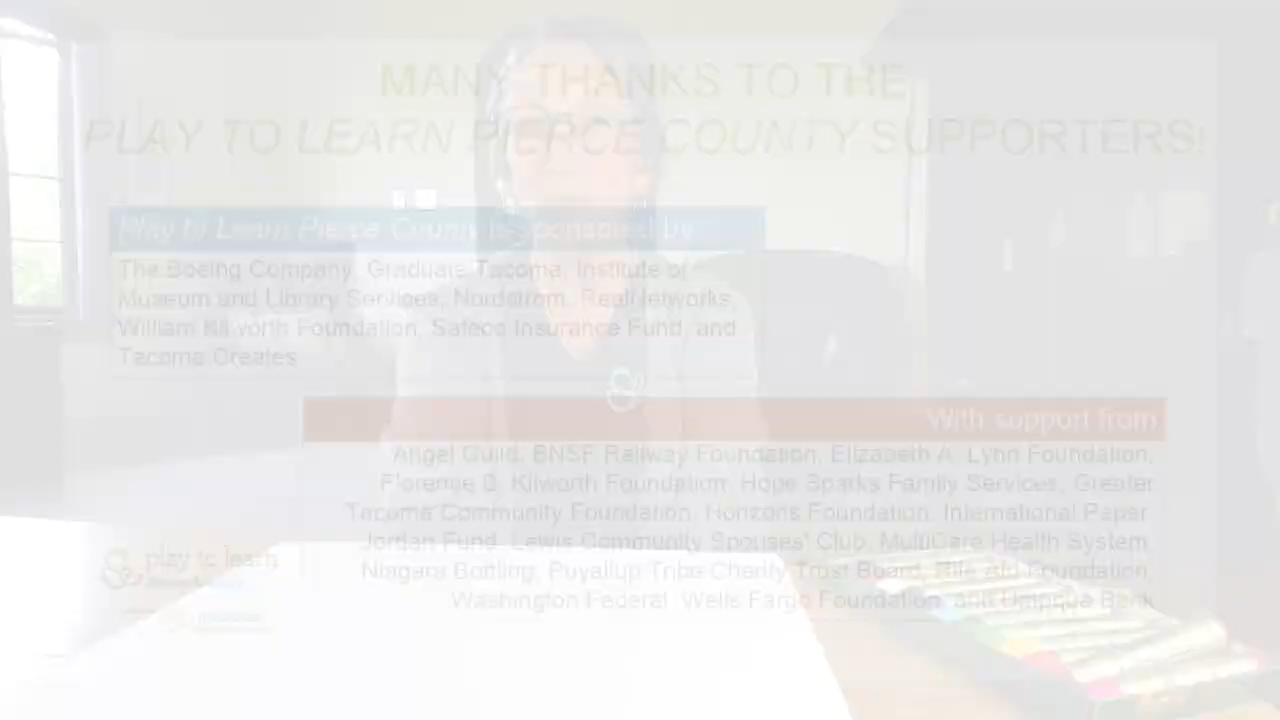 MANY THANKS TO THE
PLAY TO LEARN PIERCE COUNTY SUPPORTERS!
Play to Learn Pierce County is sponsored by
The Boeing Company, Graduate Tacoma, Institute of
Museum and Library Services, Nordstrom, RealNetworks,
William Kilworth Foundation, Safeco Insurance Fund, and
Tacoma Creates
With support from
Angel Guild, BNSF Railway Foundation, Elizabeth A. Lynn Foundation,
Florence B. Kilworth Foundation, Hope Sparks Family Services, Greater
Tacoma Community Foundation, Horizons Foundation, International Paper
Jordan Fund, Lewis Community Spouses' Club, MultiCare Health System,
Niagara Bottling, Puyallup Tribe Charity Trust Board, Rite Aid Foundation,
Washington Federal, Wells Fargo Foundation, and Umpqua Bank
play to learn